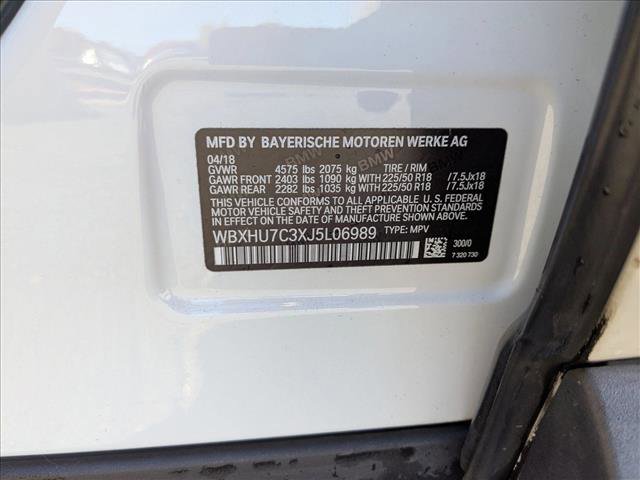 MFD BY BAYERISCHE MOTOREN WERKE AG
04/18
GVWR 4575 lbs 2075 kg TIRE / RIM
GAWR FRONT 2403 lbs 1090 kg WITH 225/50 R18 /7.5Jx18
GAWR REAR 2282 lbs 1035 kg WITH 225/50 R18 /7.5Jx18
THIS VEHICLE CONFORMS TO ALL APPLICABLE U. S. FEDERAL
MOTOR VEHICLE SAFETY, BUMPER, AND THEFT PREVENTION
STANDARDS IN EFFECT ON THE DATE OF MANUFACTURE SHOWN ABOVE.
WBXHU7C3XJ5L06989 TYPE: MPV
300/0
7 320 730